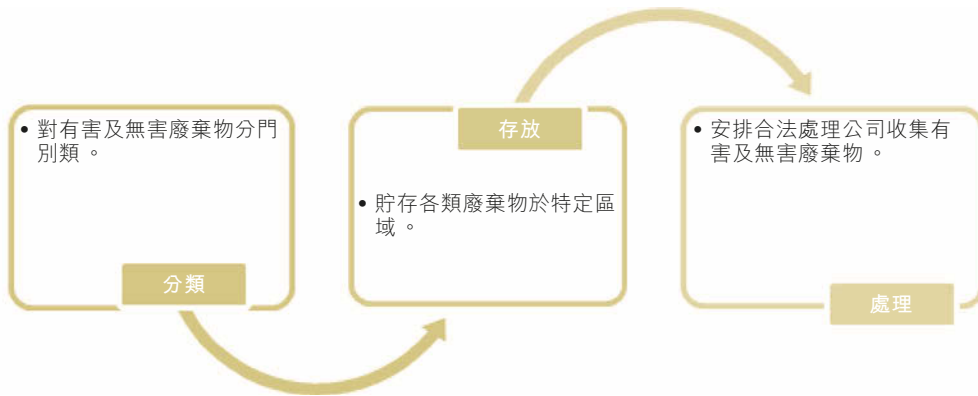 • 對有害及無害廢棄物分門
別類。
分類
存放
• 貯存各類廢棄物於特定區
域。
• 安排合法處理公司收集有
害及無害廢棄物。
處理